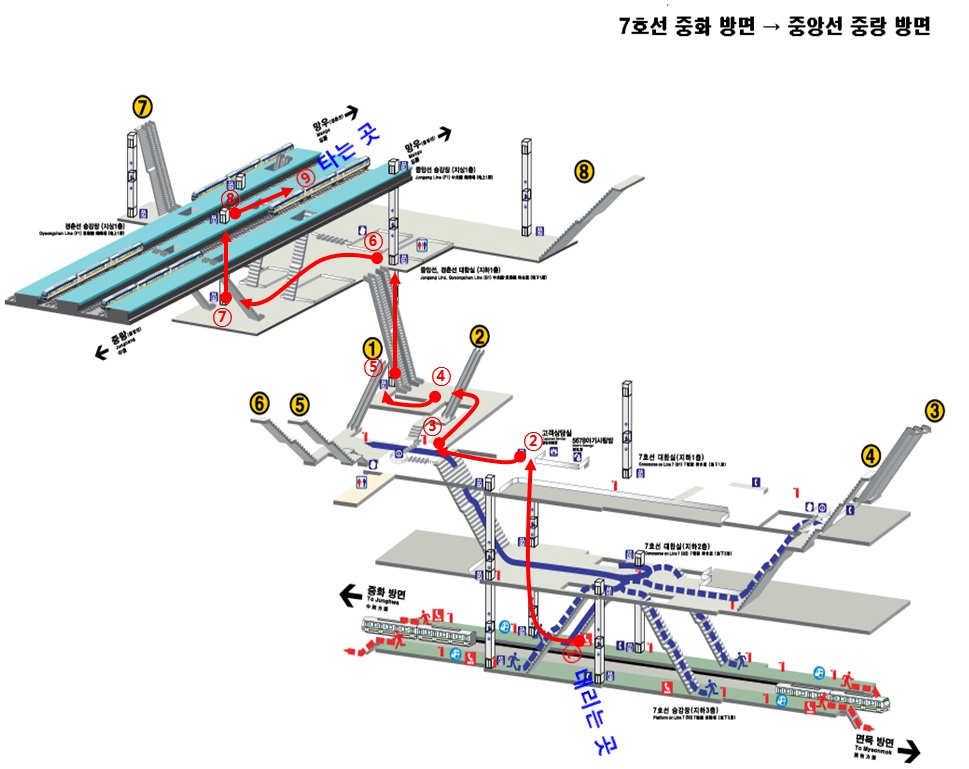 7호선 중화 방면 → 중앙선 중랑 방면
7
망우
Mangu
타는 곳
망우
Mangu
8
중앙선 승강장 (지상1층)
Jungang Line (F1)
9
8
경춘선 승강장 (지상1층)
Gyeongchun Line (F1)
6
중앙선, 경춘선 대합실 (지하1층)
Jungang Line, Gyeongchun Line (B1)
7
중랑
Jungnang
1
2
5
4
6
5
3
2
고객상담실
5678아기사랑방
3
4
7호선 대합실(지하1층)
Concourse on Line 7 (B1)
7호선 대합실(지하2층)
Concourse on Line 7 (B2)
중화 방면
To Junghwa
1
내리는 곳
7호선 승강장(지하3층)
Platform on Line 7 (B3)
면목 방면
To Myeonmok